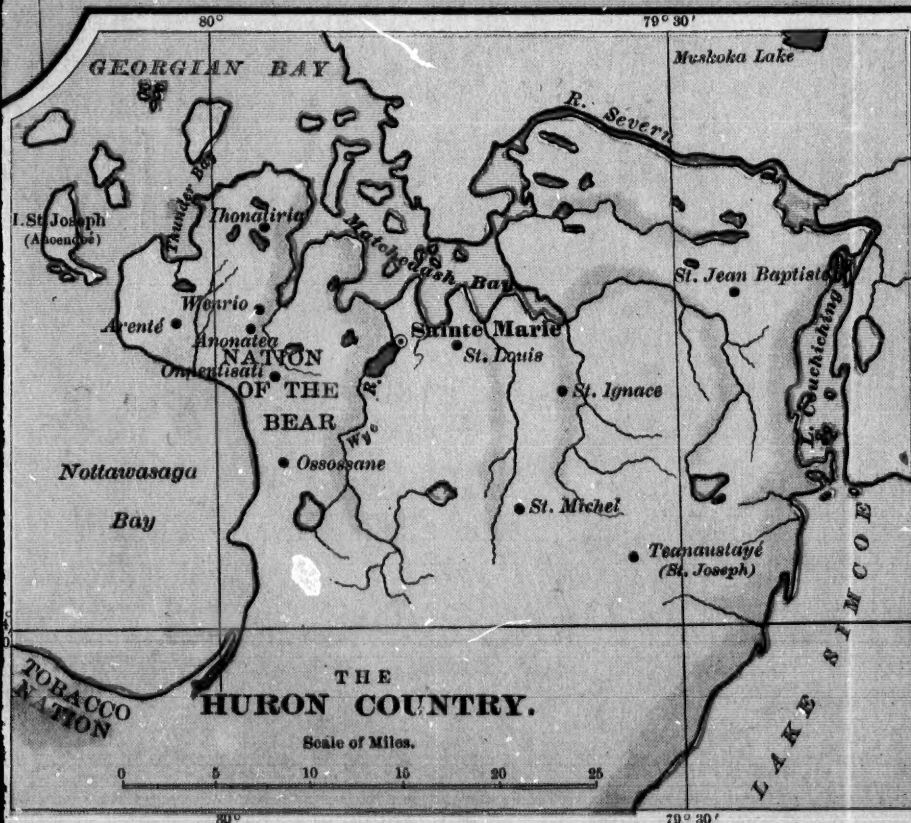 80°
79° 30'
GEORGIAN BAY
Muskoka Lake
R. Severn
Thunder Bay
I. St. Joseph
(Ahoendoé)
Ihonatiria
Matchedash Bay
St. Jean Baptiste
Wenrio
Arenté
Anonatea
Sainte Marie
St. Louis
NATION
OF THE
BEAR
R. Wye
St. Ignace
L. Couchiching
Ossossane
Nottawasaga
Bay
St. Michel
Teanaustayé
(St. Joseph)
LAKE SIMCOE
TOBACCO
NATION
THE
HURON COUNTRY.
Scale of Miles.
0 5 10 15 20 25
80°
79° 30'